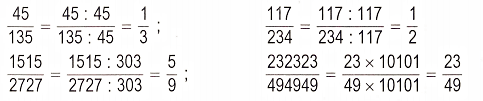 45/135 = 45 : 45/135 : 45 = 1/3 ; 117/234 = 117 : 117/234 : 117 = 1/2
1515/2727 = 1515 : 303/2727 : 303 = 5/9 ; 232323/494949 = 23 × 10101/49 × 10101 = 23/49